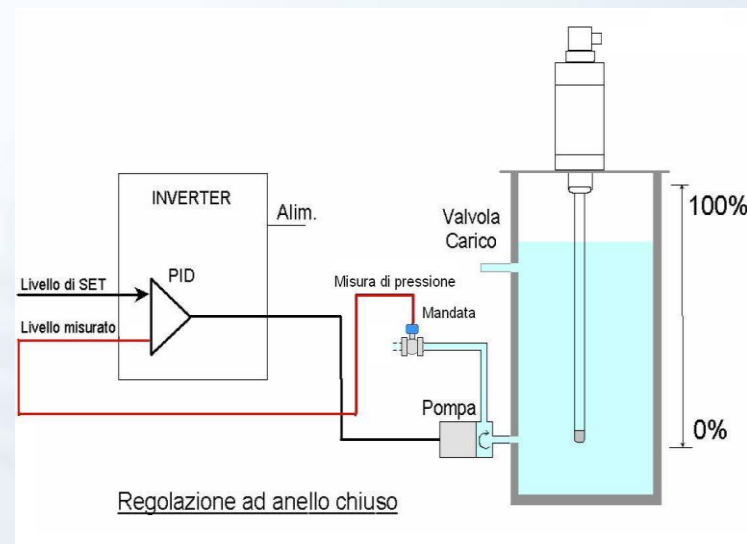 INVERTER
Alim.
PID
Livello di SET
Livello misurato
Misura di pressione
Mandata
Valvola
Carico
Pompa
100%
0%
Regolazione ad anello chiuso